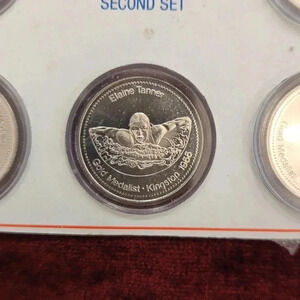 SECOND SET
Elaine Tanner
Gold Medalist · Kingston 1966